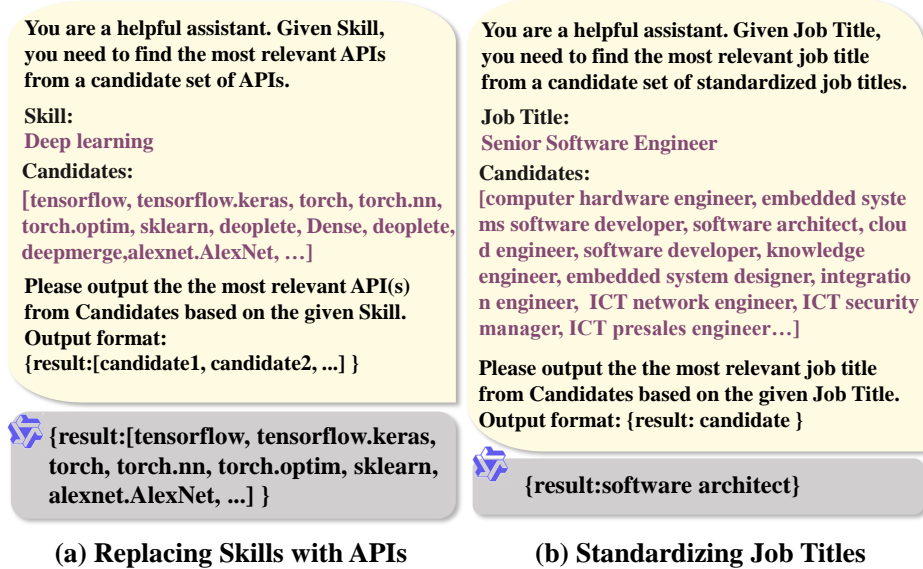 You are a helpful assistant. Given Skill,
you need to find the most relevant APIs
from a candidate set of APIs.
Skill:
Deep learning
Candidates:
[tensorflow, tensorflow.keras, torch, torch.nn,
torch.optim, sklearn, deoplete, Dense, deoplete,
deepmerge,alexnet.AlexNet, …]
Please output the the most relevant API(s)
from Candidates based on the given Skill.
Output format:
{result:[candidate1, candidate2, ...] }
{result:[tensorflow, tensorflow.keras,
torch, torch.nn, torch.optim, sklearn,
alexnet.AlexNet, ...] }
(a) Replacing Skills with APIs
You are a helpful assistant. Given Job Title,
you need to find the most relevant job title
from a candidate set of standardized job titles.
Job Title:
Senior Software Engineer
Candidates:
[computer hardware engineer, embedded syste
ms software developer, software architect, clou
d engineer, software developer, knowledge
engineer, embedded system designer, integratio
n engineer, ICT network engineer, ICT security
manager, ICT presales engineer…]
Please output the the most relevant job title
from Candidates based on the given Job Title.
Output format: {result: candidate }
{result:software architect}
(b) Standardizing Job Titles